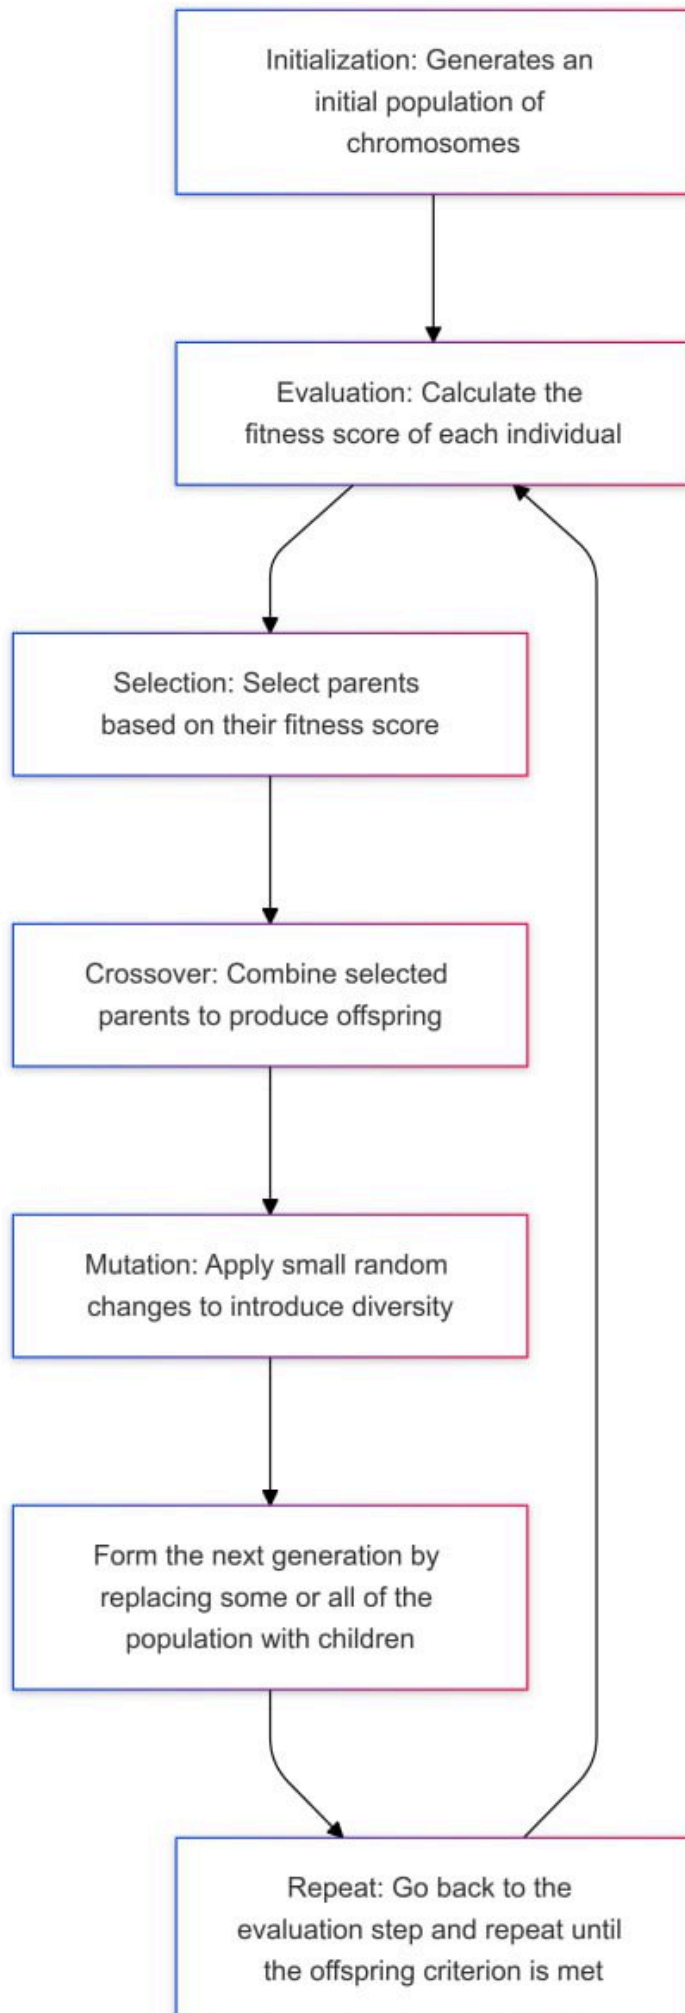 Initialization: Generates an
initial population of
chromosomes
Evaluation: Calculate the
fitness score of each individual
Selection: Select parents
based on their fitness score
Crossover: Combine selected
parents to produce offspring
Mutation: Apply small random
changes to introduce diversity
Form the next generation by
replacing some or all of the
population with children
Repeat: Go back to the
evaluation step and repeat until
the offspring criterion is met